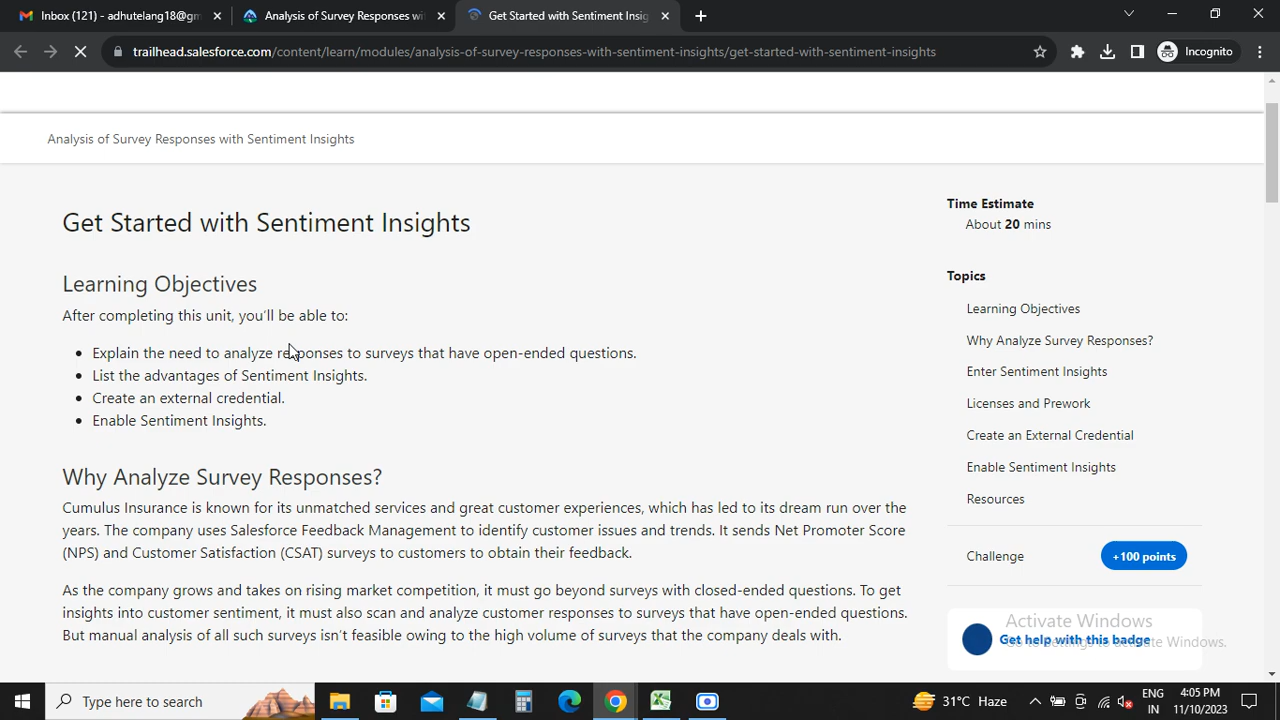 Inbox (121) - adhutelang18@gm
Analysis of Survey Responses wi
Get Started with Sentiment Insig
trailhead.salesforce.com/content/learn/modules/analysis-of-survey-responses-with-sentiment-insights/get-started-with-sentiment-insights
Incognito
Analysis of Survey Responses with Sentiment Insights
Get Started with Sentiment Insights
Learning Objectives
After completing this unit, you'll be able to:
Explain the need to analyze responses to surveys that have open-ended questions.
List the advantages of Sentiment Insights.
Create an external credential.
Enable Sentiment Insights.
Why Analyze Survey Responses?
Cumulus Insurance is known for its unmatched services and great customer experiences, which has led to its dream run over the
years. The company uses Salesforce Feedback Management to identify customer issues and trends. It sends Net Promoter Score
(NPS) and Customer Satisfaction (CSAT) surveys to customers to obtain their feedback.
As the company grows and takes on rising market competition, it must go beyond surveys with closed-ended questions. To get
insights into customer sentiment, it must also scan and analyze customer responses to surveys that have open-ended questions.
But manual analysis of all such surveys isn't feasible owing to the high volume of surveys that the company deals with.
Time Estimate
About 20 mins
Topics
Learning Objectives
Why Analyze Survey Responses?
Enter Sentiment Insights
Licenses and Prework
Create an External Credential
Enable Sentiment Insights
Resources
Challenge
+100 points
Activate Windows
Get help with this badge
Go to Settings to activate Windows.
Type here to search
31°C Haze
ENG
IN
4:05 PM
11/10/2023